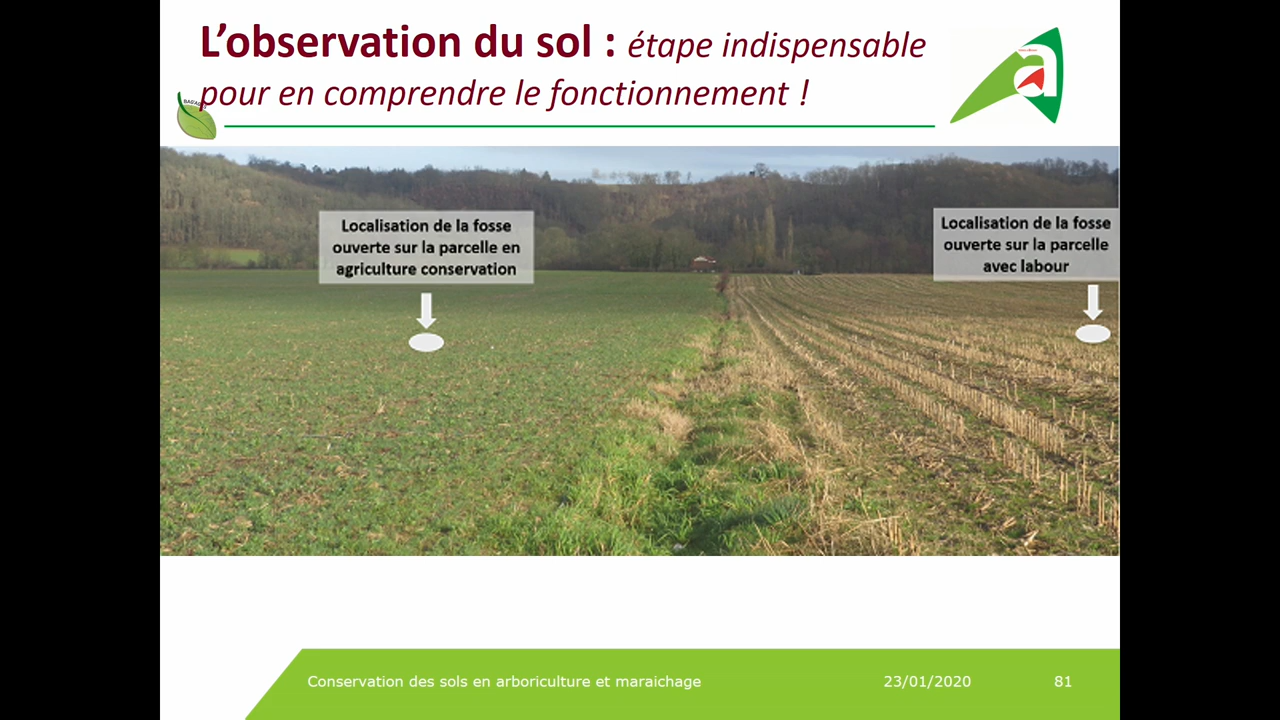 L'observation du sol : étape indispensable
pour en comprendre le fonctionnement !
Localisation de la fosse
ouverte sur la parcelle en
agriculture conservation
Localisation de la fosse
ouverte sur la parcelle
avec labour
Conservation des sols en arboriculture et maraichage 23/01/2020 81